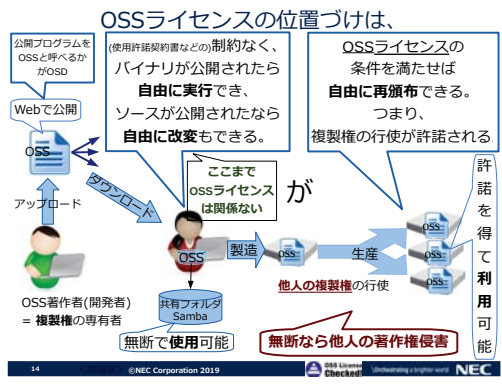 OSSライセンスの位置づけは、
公開プログラムを
OSSと呼べるか
がOSD
Webで公開
OSS
アップロード
OSS著作者(開発者)
= 複製権の専有者
(使用許諾契約書などの)制約なく、
バイナリが公開されたら
自由に実行でき、
ソースが公開されたなら
自由に改変もできる。
ダウンロード
ここまで
OSSライセンス
は関係ない
が
OSS
共有フォルダ
Samba
無断で使用可能
OSSライセンスの
条件を満たせば
自由に再頒布できる。
つまり、
複製権の行使が許諾される
製造
OSS
生産
OSS
OSS
OSS
他人の複製権の行使
許諾を得て利用可能
無断なら他人の著作権侵害
14
©NEC Corporation 2019
OSS License
Checked!
\Orchestrating a brighter world
NEC